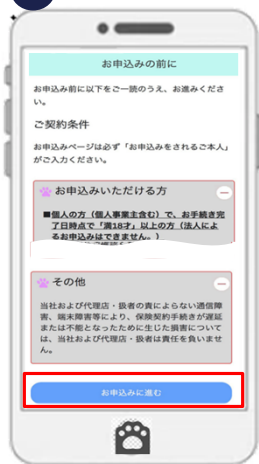 お申込みの前に
お申込み前に以下をご一読のうえ、お進みくださ
い。
ご契約条件
お申込みページは必ず「お申込みをされるご本人」
がご入力ください。
お申込みいただける方
■個人の方（個人事業主含む）で、お手続き完
了日時点で「満18才」以上の方（法人によ
るお申込みはできません。）
その他
当社および代理店・扱者の責によらない通信障
害、端末障害等により、保険契約手続きが遅延
または不能となったために生じた損害について
は、当社および代理店・扱者は責任を負いませ
ん。
お申込みに進む